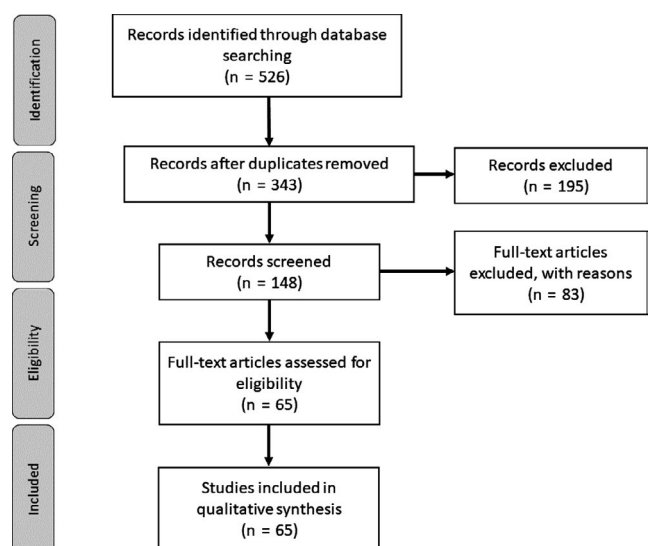 Identification
Records identified through database
searching
(n = 526)
Screening
Records after duplicates removed
(n = 343)
Records excluded
(n = 195)
Records screened
(n = 148)
Full-text articles
excluded, with reasons
(n = 83)
Eligibility
Full-text articles assessed for
eligibility
(n = 65)
Included
Studies included in
qualitative synthesis
(n = 65)